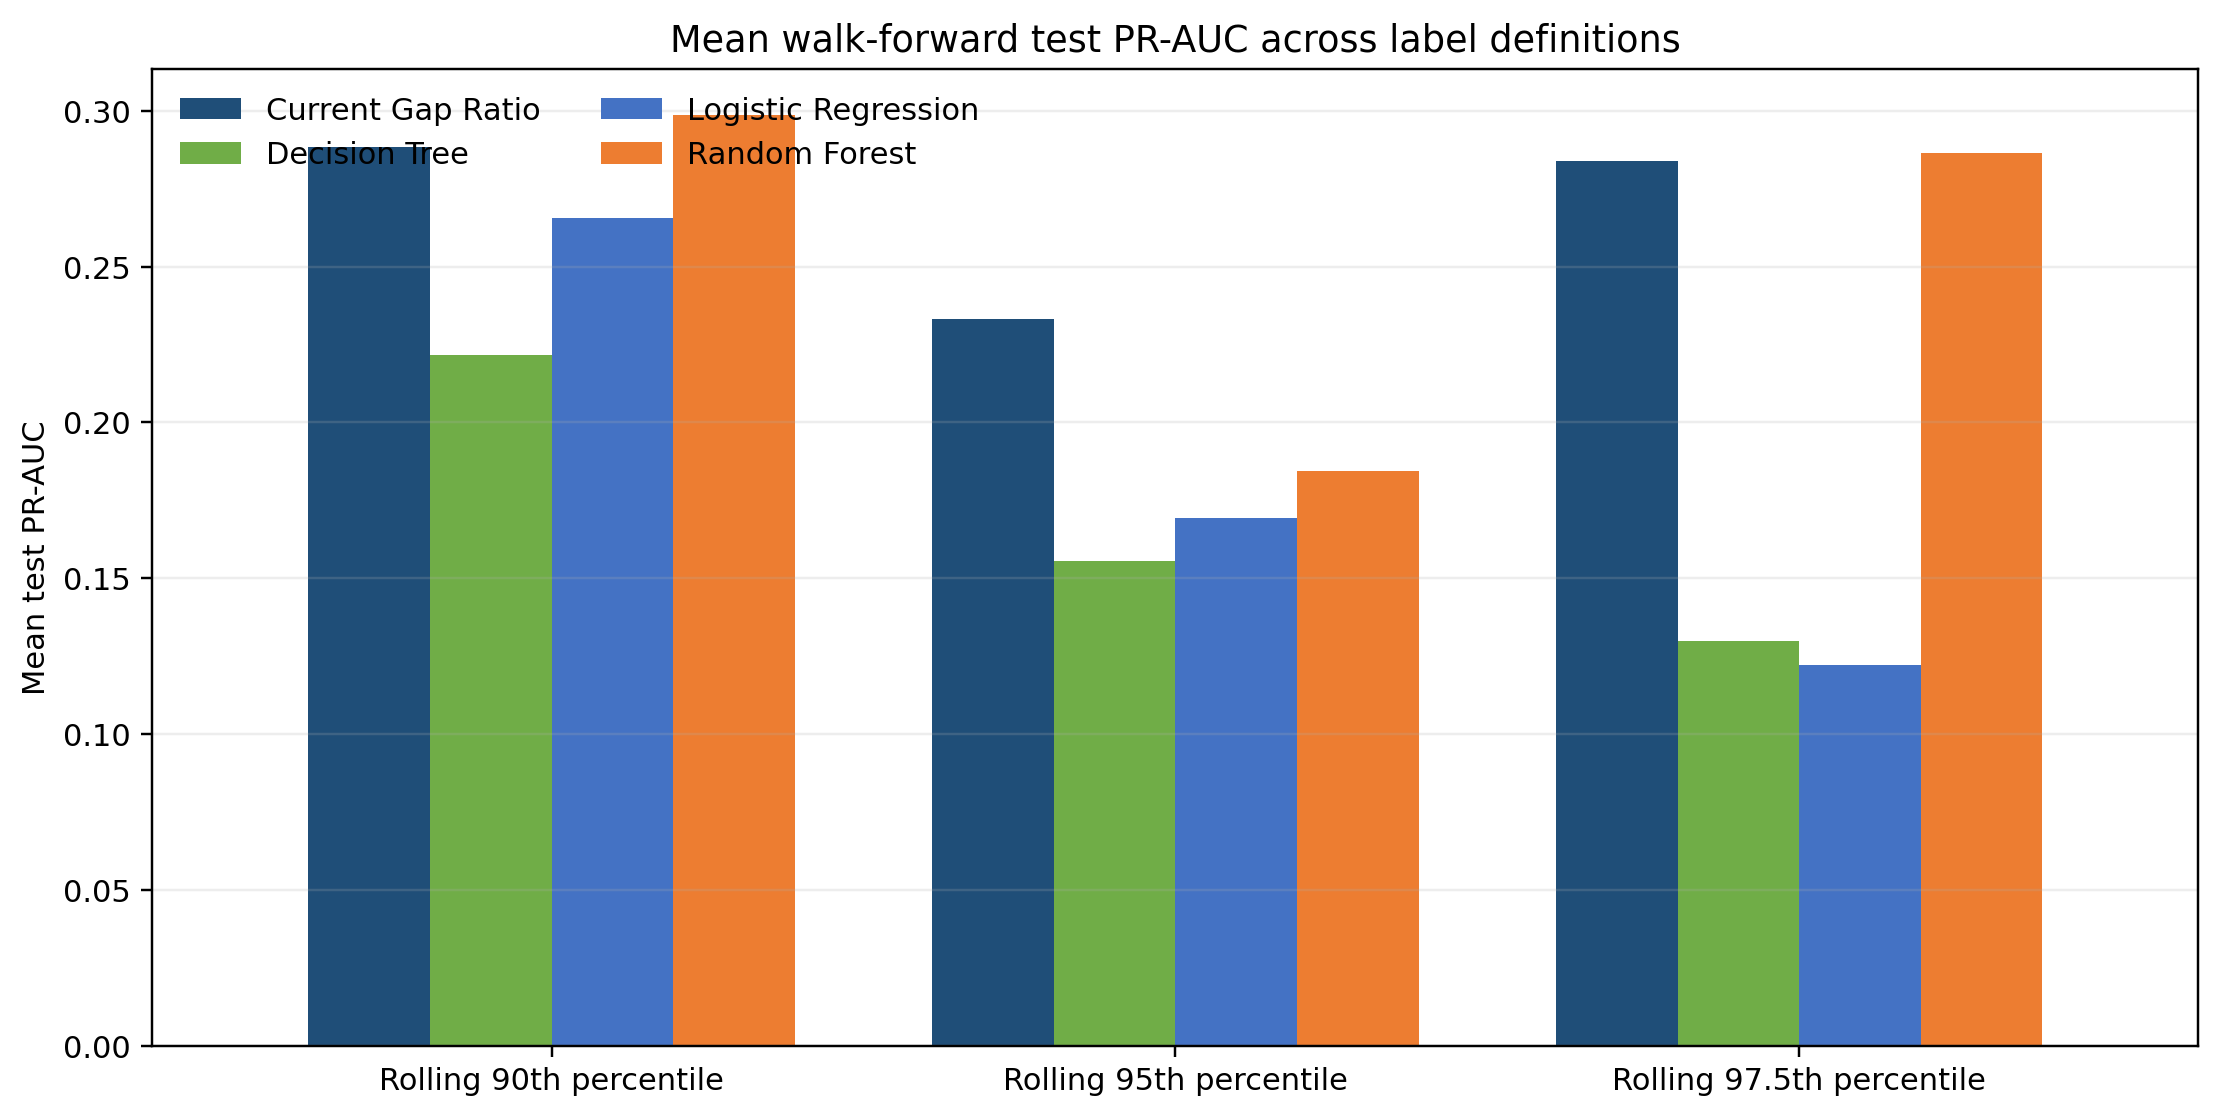 Mean walk-forward test PR-AUC across label definitions
Current Gap Ratio
Decision Tree
Logistic Regression
Random Forest
Mean test PR-AUC
0.30
0.25
0.20
0.15
0.10
0.05
0.00
Rolling 90th percentile
Rolling 95th percentile
Rolling 97.5th percentile